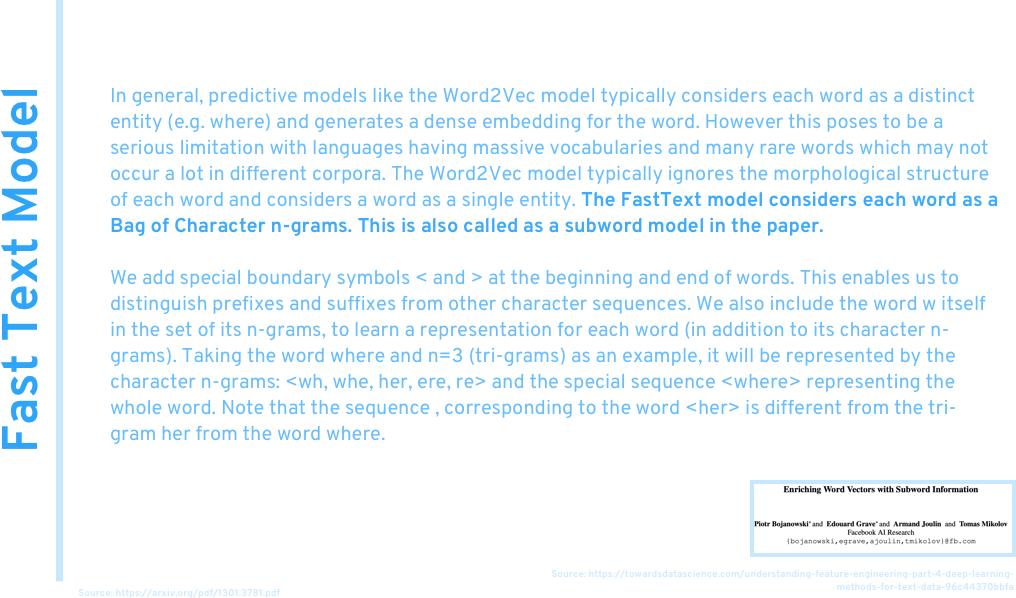 Fast Text Model
In general, predictive models like the Word2Vec model typically considers each word as a distinct
entity (e.g. where) and generates a dense embedding for the word. However this poses to be a
serious limitation with languages having massive vocabularies and many rare words which may not
occur a lot in different corpora. The Word2Vec model typically ignores the morphological structure
of each word and considers a word as a single entity. The FastText model considers each word as a
Bag of Character n-grams. This is also called as a subword model in the paper.
We add special boundary symbols < and > at the beginning and end of words. This enables us to
distinguish prefixes and suffixes from other character sequences. We also include the word w itself
in the set of its n-grams, to learn a representation for each word (in addition to its character n-
grams). Taking the word where and n=3 (tri-grams) as an example, it will be represented by the
character n-grams: <wh, whe, her, ere, re> and the special sequence <where> representing the
whole word. Note that the sequence , corresponding to the word <her> is different from the tri-
gram her from the word where.
Enriching Word Vectors with Subword Information
Piotr Bojanowski* and Edouard Grave* and Armand Joulin and Tomas Mikolov
Facebook AI Research
{bojanowski,egrave,ajoulin,tmikolov}@fb.com
Source: https://towardsdatascience.com/understanding-feature-engineering-part-4-deep-learning-
methods-for-text-data-96c44370bbfa
Source: https://arxiv.org/pdf/1301.3781.pdf